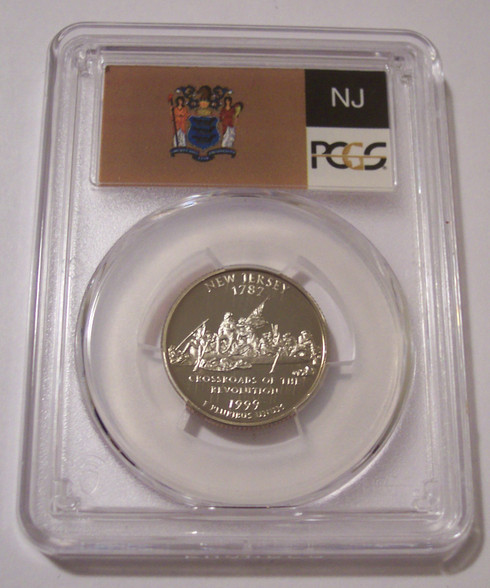 NJ
PCGS
NEW JERSEY
1787
CROSSROADS OF THE
REVOLUTION
1999
E PLURIBUS UNUM